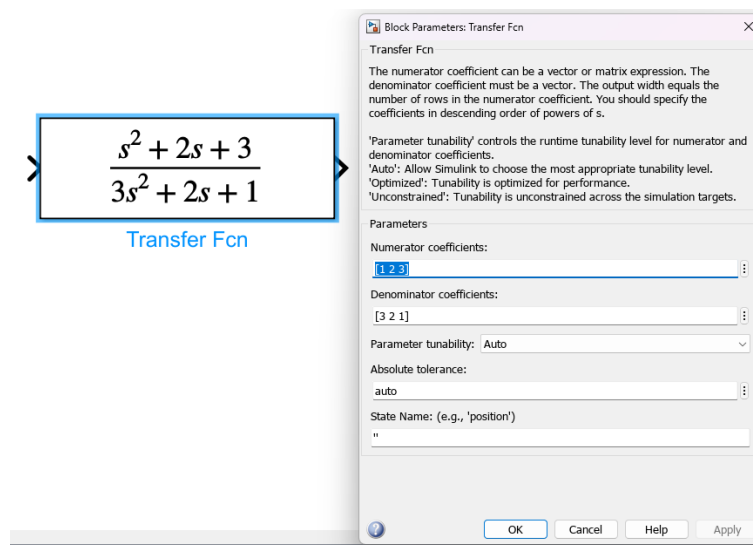 s² + 2s + 3
3s² + 2s + 1
Transfer Fcn
Block Parameters: Transfer Fcn
Transfer Fcn
The numerator coefficient can be a vector or matrix expression. The
denominator coefficient must be a vector. The output width equals the
number of rows in the numerator coefficient. You should specify the
coefficients in descending order of powers of s.
'Parameter tunability' controls the runtime tunability level for numerator and
denominator coefficients.
'Auto': Allow Simulink to choose the most appropriate tunability level.
'Optimized': Tunability is optimized for performance.
'Unconstrained': Tunability is unconstrained across the simulation targets.
Parameters
Numerator coefficients:
[1 2 3]
Denominator coefficients:
[3 2 1]
Parameter tunability: Auto
Absolute tolerance:
auto
State Name: (e.g., 'position')
''
OK Cancel Help Apply